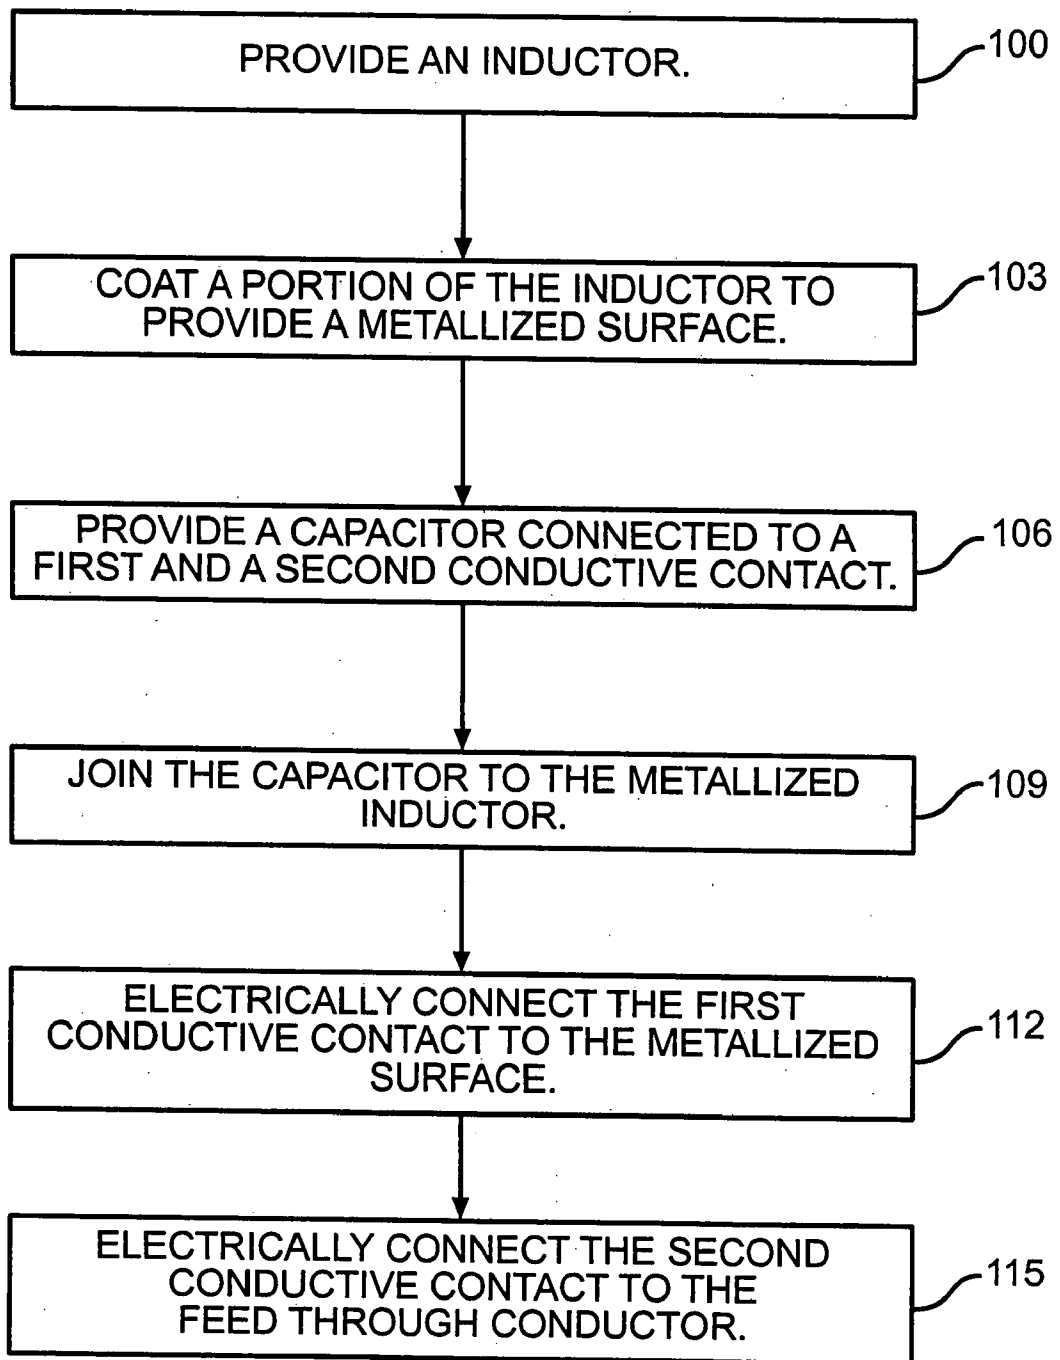 PROVIDE AN INDUCTOR.
100
COAT A PORTION OF THE INDUCTOR TO
PROVIDE A METALLIZED SURFACE.
103
PROVIDE A CAPACITOR CONNECTED TO A
FIRST AND A SECOND CONDUCTIVE CONTACT.
106
JOIN THE CAPACITOR TO THE METALLIZED
INDUCTOR.
109
ELECTRICALLY CONNECT THE FIRST
CONDUCTIVE CONTACT TO THE METALLIZED
SURFACE.
112
ELECTRICALLY CONNECT THE SECOND
CONDUCTIVE CONTACT TO THE
FEED THROUGH CONDUCTOR.
115